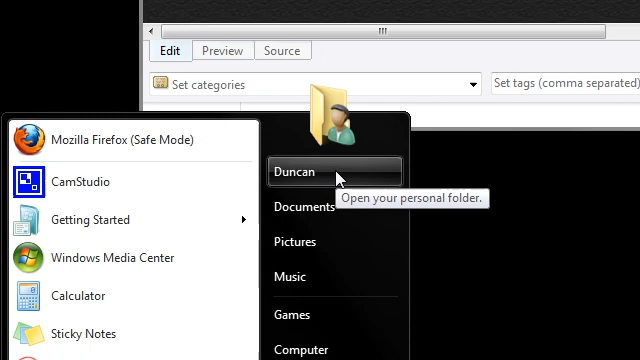 Edit Preview Source
Set categories Set tags (comma separated)
Mozilla Firefox (Safe Mode)
CamStudio
Getting Started
Windows Media Center
Calculator
Sticky Notes
Duncan
Open your personal folder.
Documents
Pictures
Music
Games
Computer